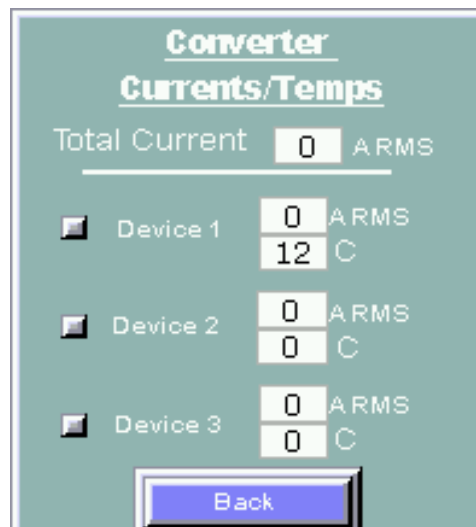 Converter
Currents/Temps
Total Current 0 ARMS
Device 1 0 ARMS
12 C
Device 2 0 ARMS
0 C
Device 3 0 ARMS
0 C
Back